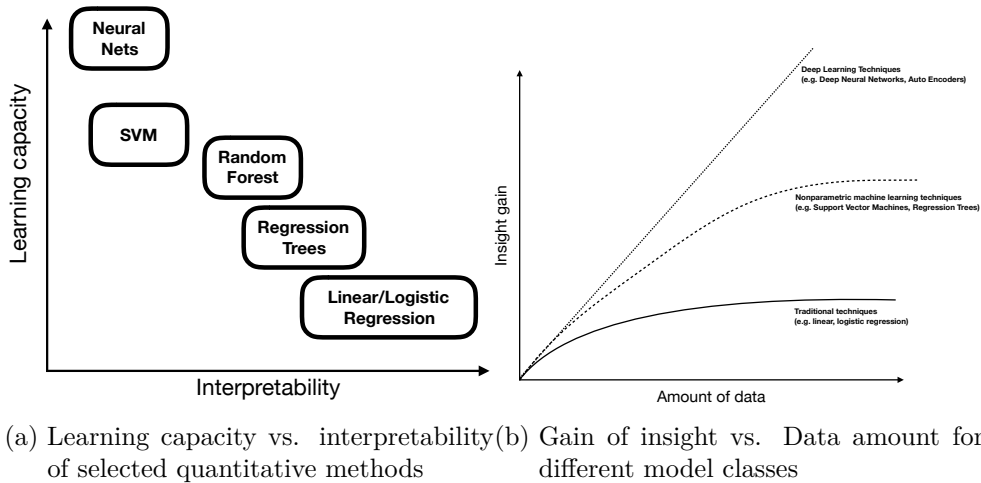 Neural
Nets
SVM
Random
Forest
Regression
Trees
Linear/Logistic
Regression
Learning capacity
Interpretability
Deep Learning Techniques
(e.g. Deep Neural Networks, Auto Encoders)
Nonparametric machine learning techniques
(e.g. Support Vector Machines, Regression Trees)
Traditional techniques
(e.g. linear, logistic regression)
Insight gain
Amount of data
(a) Learning capacity vs. interpretability
of selected quantitative methods
(b) Gain of insight vs. Data amount for
different model classes